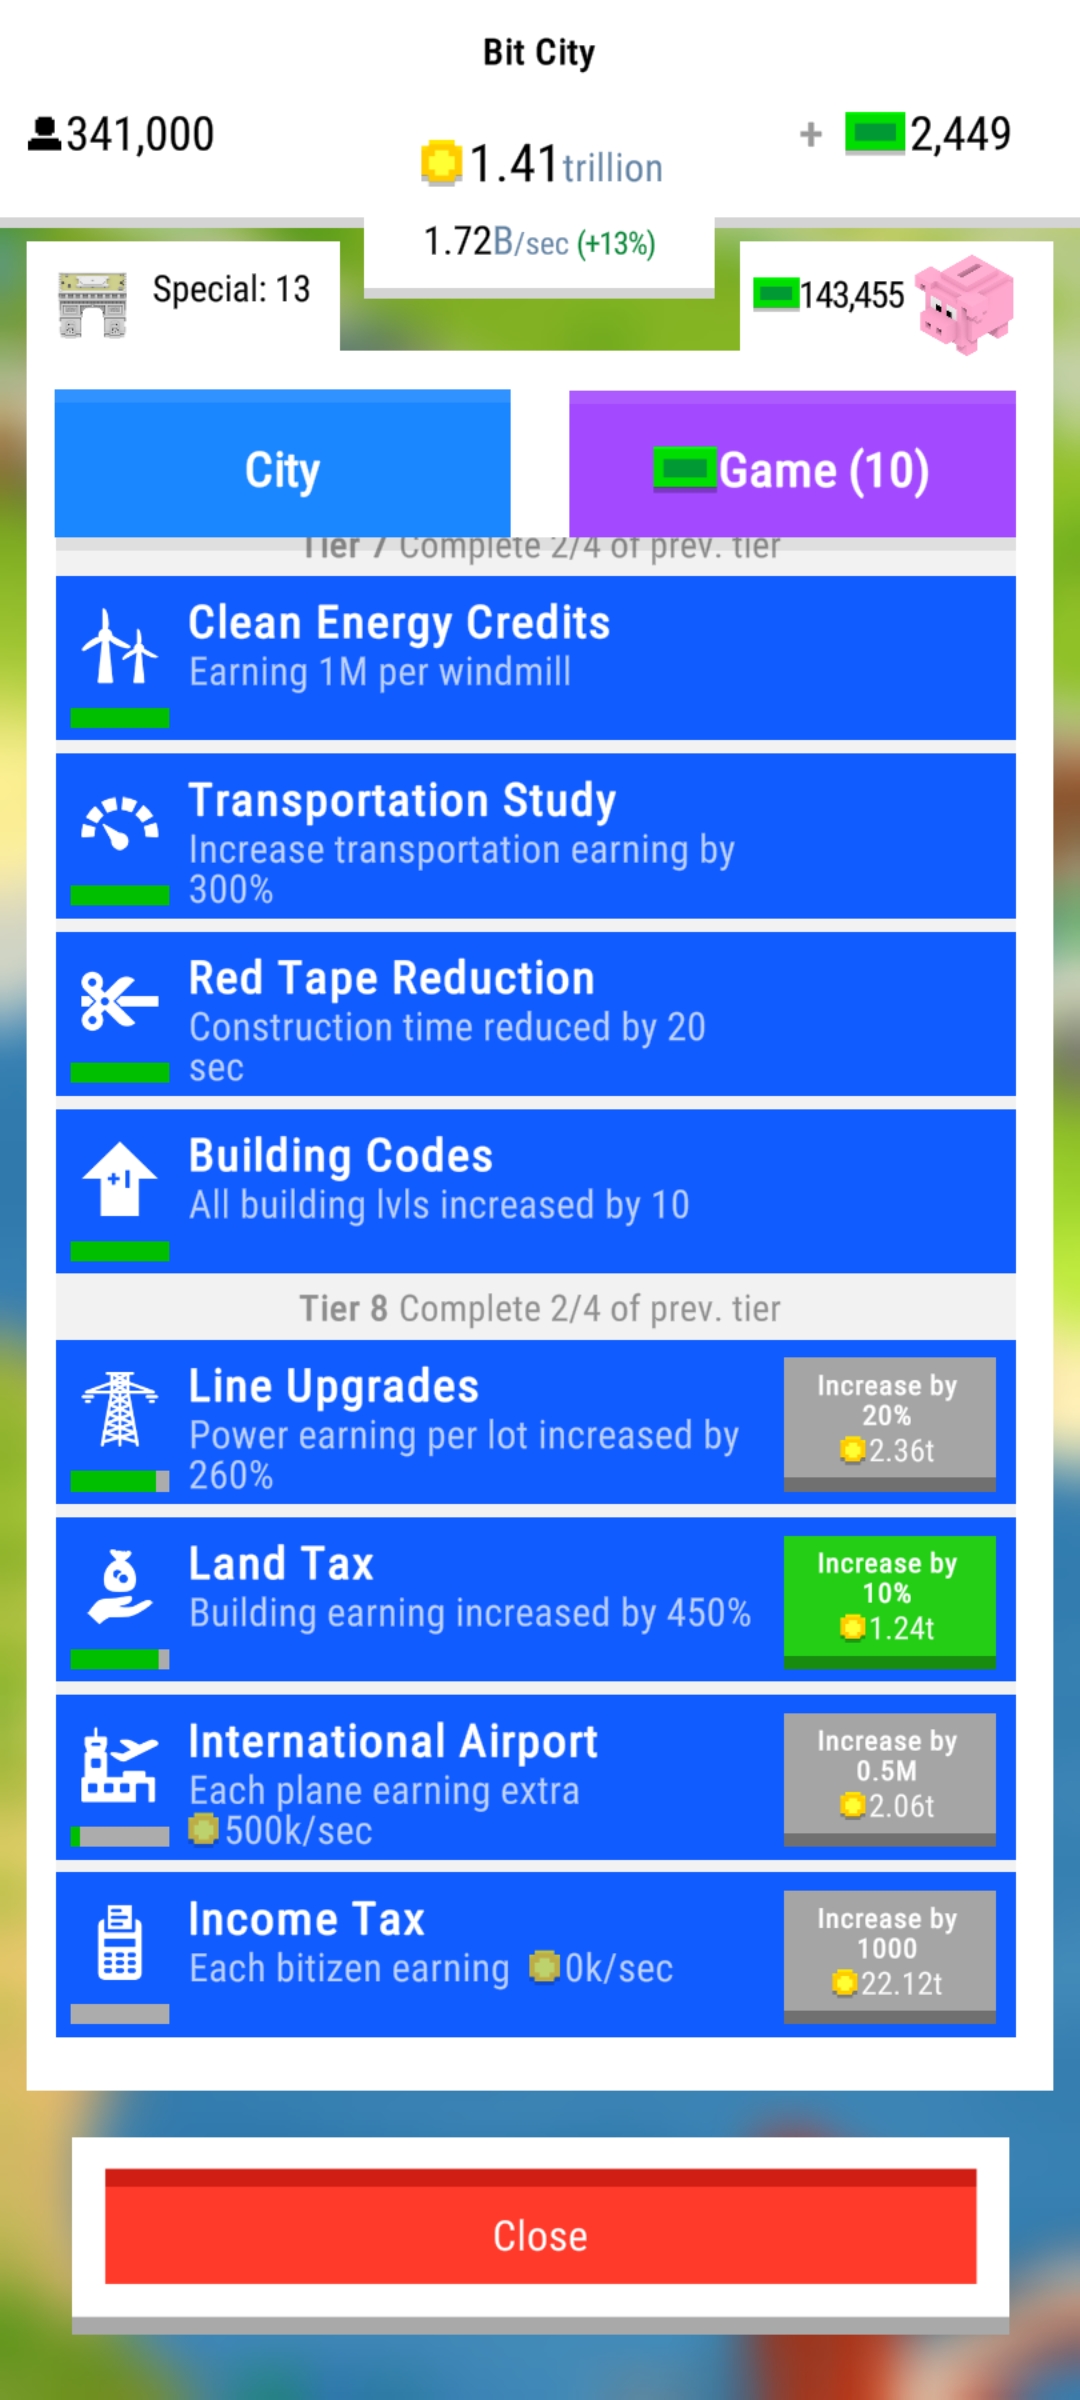 Bit City
341,000
1.41trillion
+ 2,449
1.72B/sec (+13%)
Special: 13
143,455
City
Game (10)
Tier 7 Complete 2/4 of prev. tier
Clean Energy Credits
Earning 1M per windmill
Transportation Study
Increase transportation earning by
300%
Red Tape Reduction
Construction time reduced by 20
sec
+1
Building Codes
All building lvls increased by 10
Tier 8 Complete 2/4 of prev. tier
Line Upgrades
Power earning per lot increased by
260%
Increase by
20%
2.36t
Land Tax
Building earning increased by 450%
Increase by
10%
1.24t
International Airport
Each plane earning extra
500k/sec
Increase by
0.5M
2.06t
Income Tax
Each bitizen earning 0k/sec
Increase by
1000
22.12t
Close